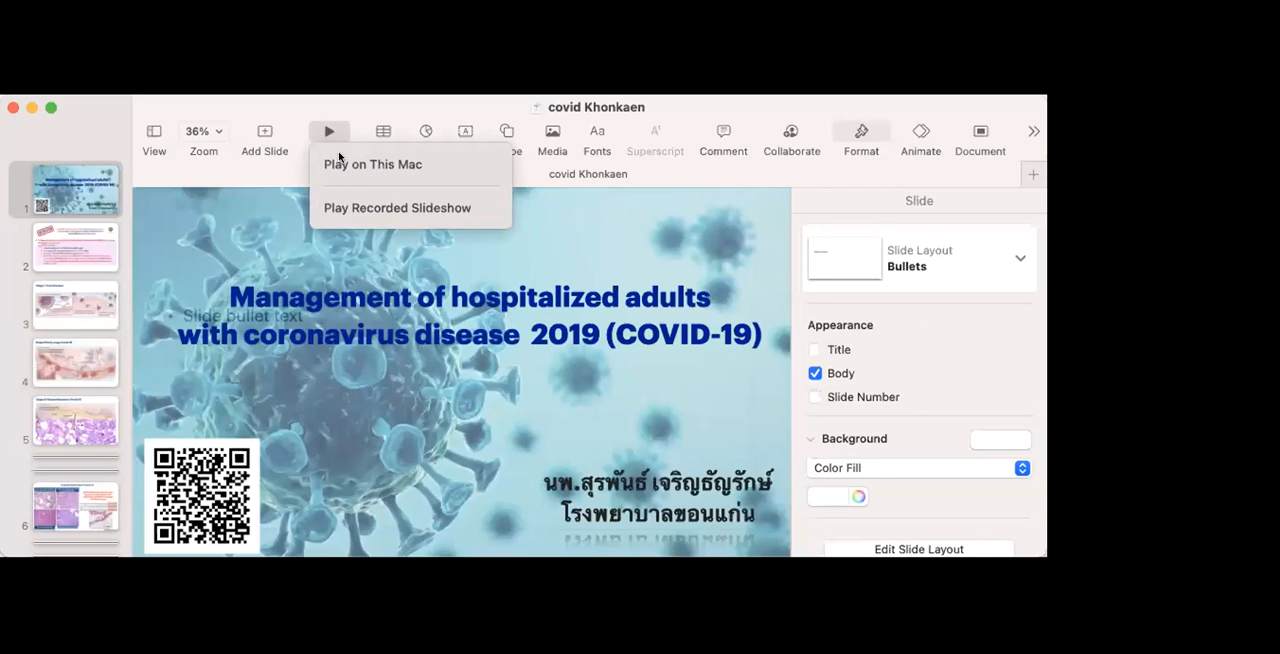 covid Khonkaen
36%
View
Zoom
Add Slide
Media
Fonts
Superscript
Comment
Collaborate
Format
Animate
Document
Play on This Mac
Play Recorded Slideshow
covid Khonkaen
1
2
3
4
5
6
Management of hospitalized adults
Slide bullet text
with coronavirus disease 2019 (COVID-19)
นพ.สุรพันธ์ เจริญธัญรักษ์
โรงพยาบาลขอนแก่น
Slide
Slide Layout
Bullets
Appearance
Title
Body
Slide Number
Background
Color Fill
Edit Slide Layout